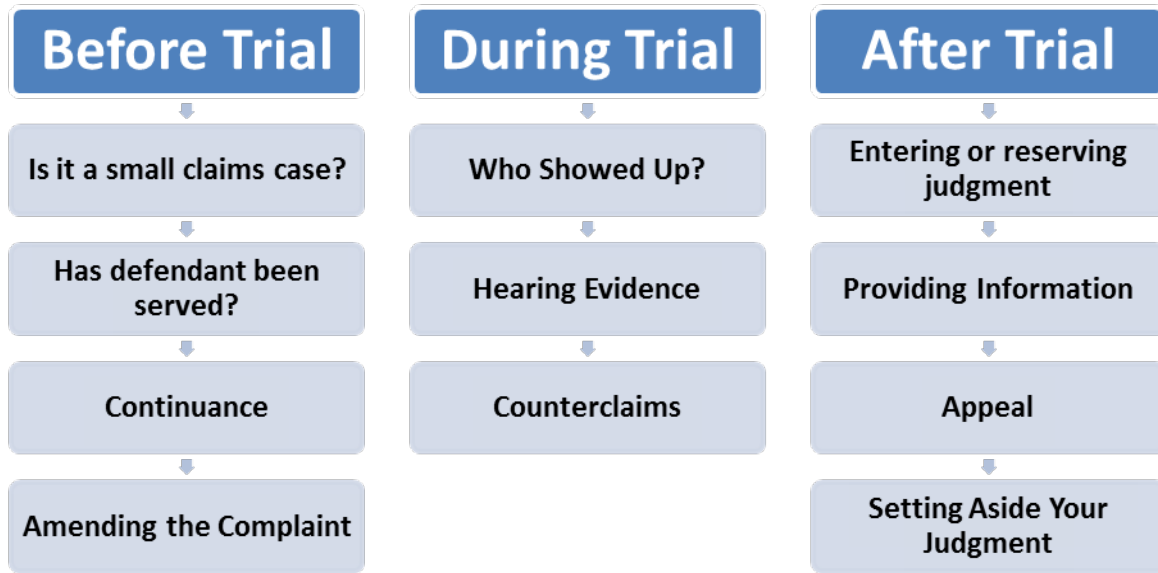 Before Trial
Is it a small claims case?
Has defendant been
served?
Continuance
Amending the Complaint
During Trial
Who Showed Up?
Hearing Evidence
Counterclaims
After Trial
Entering or reserving
judgment
Providing Information
Appeal
Setting Aside Your
Judgment